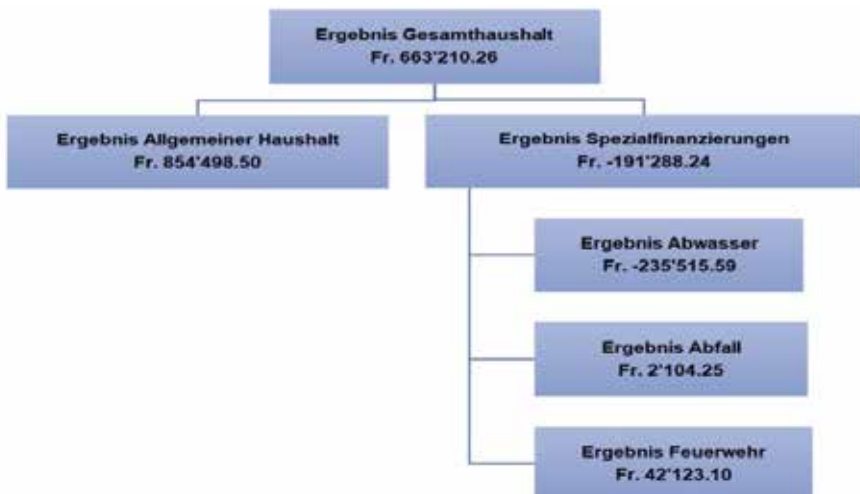 Ergebnis Gesamthaushalt
Fr. 663'210.26
Ergebnis Allgemeiner Haushalt
Fr. 854'498.50
Ergebnis Spezialfinanzierungen
Fr. -191'288.24
Ergebnis Abwasser
Fr. -235'515.59
Ergebnis Abfall
Fr. 2'104.25
Ergebnis Feuerwehr
Fr. 42'123.10